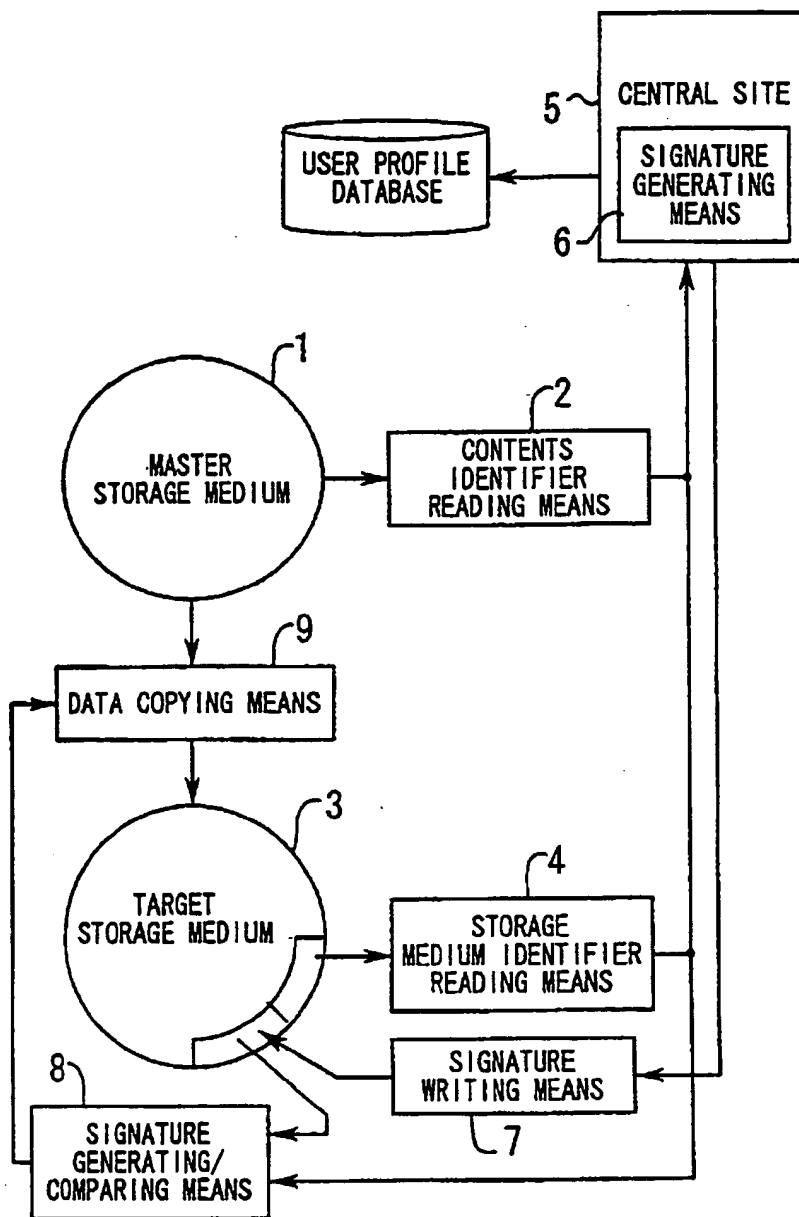 5
CENTRAL SITE
SIGNATURE
GENERATING
MEANS
6
USER PROFILE
DATABASE
1
MASTER
STORAGE MEDIUM
2
CONTENTS
IDENTIFIER
READING MEANS
9
DATA COPYING MEANS
3
TARGET
STORAGE MEDIUM
4
STORAGE
MEDIUM IDENTIFIER
READING MEANS
SIGNATURE
WRITING MEANS
7
8
SIGNATURE
GENERATING/
COMPARING MEANS